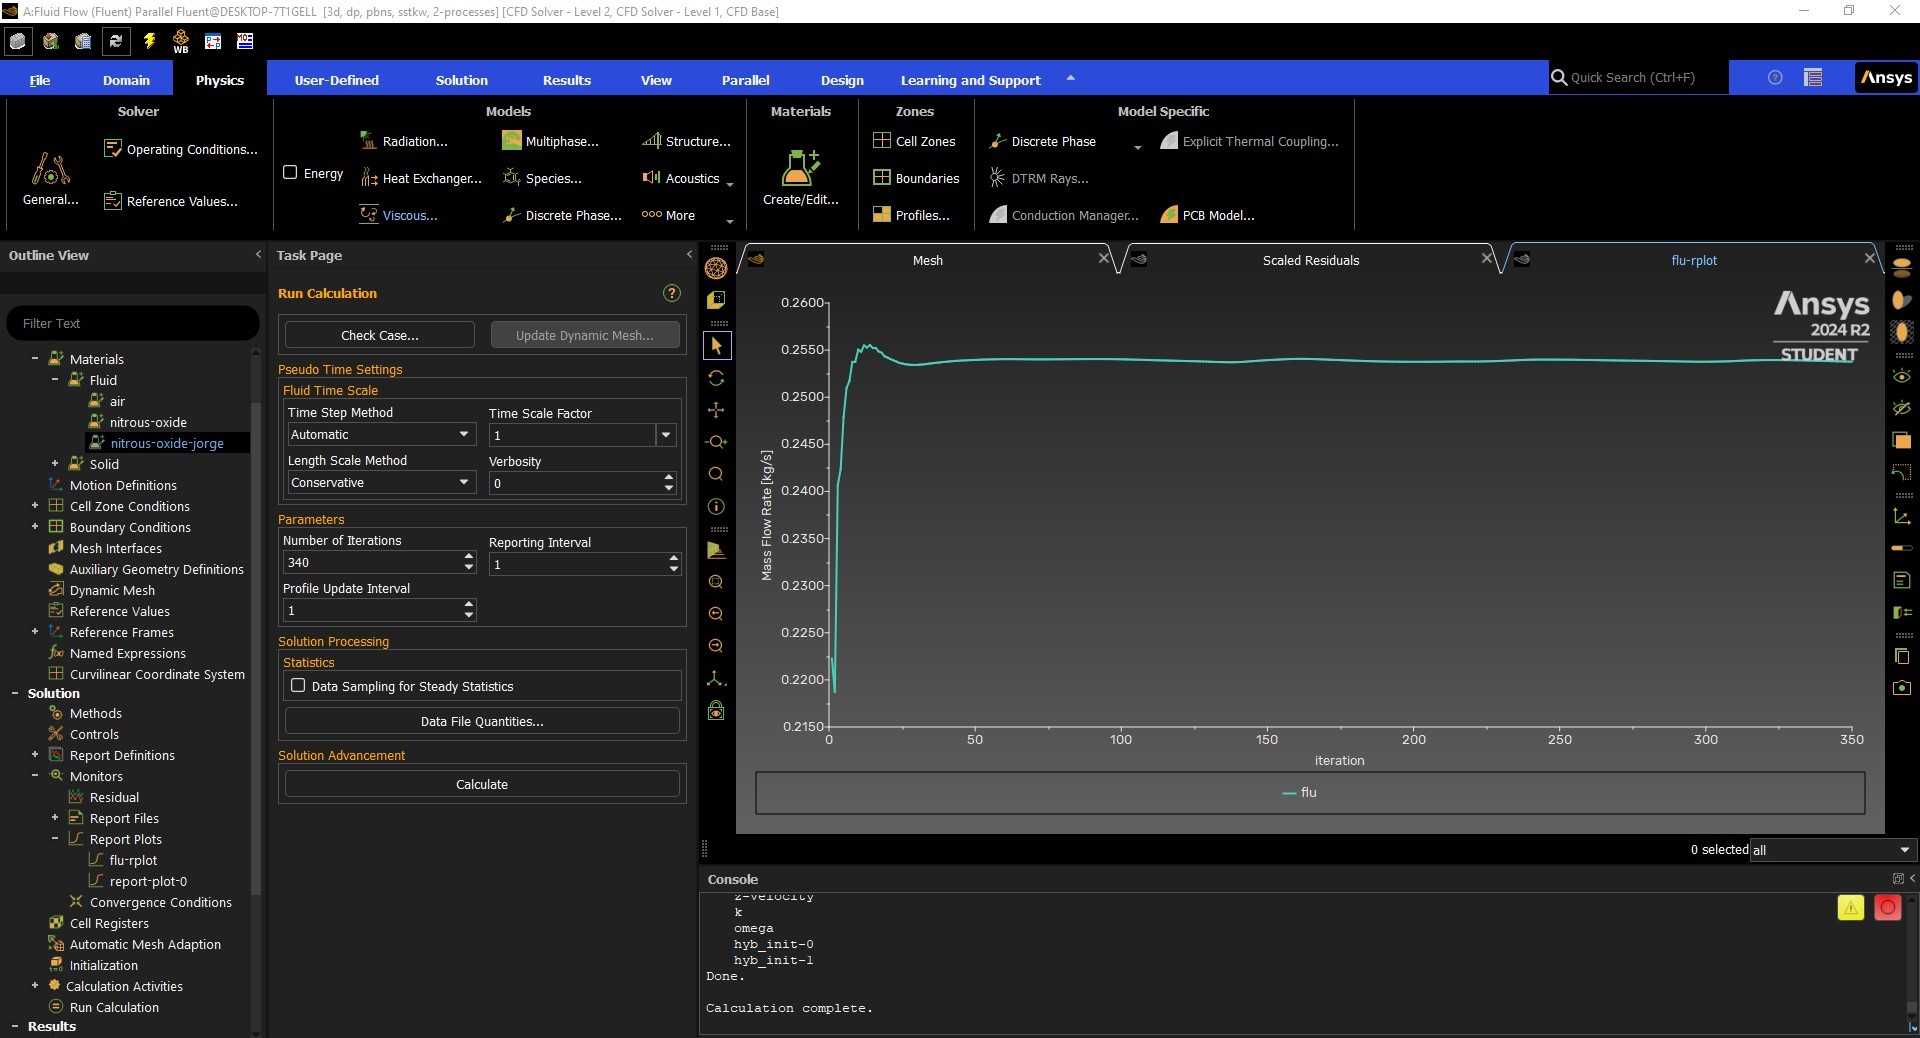 A:Fluid Flow (Fluent) Parallel Fluent@DESKTOP-7T1GELL [3d, dp, pbns, sstkw, 2-processes] [CFD Solver - Level 2, CFD Solver - Level 1, CFD Base]
WB
File Domain Physics User-Defined Solution Results View Parallel Design Learning and Support
Quick Search (Ctrl+F)
Ansys
Solver
General...
Operating Conditions...
Reference Values...
Models
Energy
Radiation...
Heat Exchanger...
Viscous...
Multiphase...
Species...
Discrete Phase...
Structure...
Acoustics
More
Materials
Create/Edit...
Zones
Cell Zones
Boundaries
Profiles...
Model Specific
Discrete Phase
DTRM Rays...
Conduction Manager...
Explicit Thermal Coupling...
PCB Model...
Outline View
Filter Text
Materials
Fluid
air
nitrous-oxide
nitrous-oxide-jorge
Solid
Motion Definitions
Cell Zone Conditions
Boundary Conditions
Mesh Interfaces
Auxiliary Geometry Definitions
Dynamic Mesh
Reference Values
Reference Frames
Named Expressions
Curvilinear Coordinate System
Solution
Methods
Controls
Report Definitions
Monitors
Residual
Report Files
Report Plots
flu-rplot
report-plot-0
Convergence Conditions
Cell Registers
Automatic Mesh Adaption
Initialization
Calculation Activities
Run Calculation
Results
Task Page
Run Calculation
Check Case...
Update Dynamic Mesh...
Pseudo Time Settings
Fluid Time Scale
Time Step Method
Automatic
Time Scale Factor
1
Length Scale Method
Conservative
Verbosity
0
Parameters
Number of Iterations
340
Reporting Interval
1
Profile Update Interval
1
Solution Processing
Statistics
Data Sampling for Steady Statistics
Data File Quantities...
Solution Advancement
Calculate
Mesh
Scaled Residuals
flu-rplot
Ansys
2024 R2
STUDENT
Mass Flow Rate [kg/s]
0.2600
0.2550
0.2500
0.2450
0.2400
0.2350
0.2300
0.2250
0.2200
0.2150
0 50 100 150 200 250 300 350
iteration
flu
0 selected
all
Console
z-velocity
k
omega
hyb_init-0
hyb_init-1
Done.
Calculation complete.